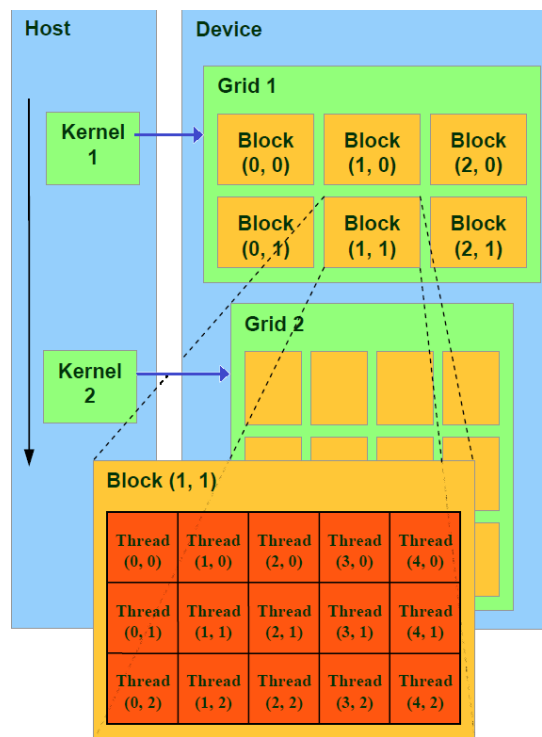 Host
Device
Grid 1
Kernel
1
Block
(0, 0)
Block
(1, 0)
Block
(2, 0)
Block
(0, 1)
Block
(1, 1)
Block
(2, 1)
Grid 2
Kernel
2
Block (1, 1)
Thread
(0, 0)
Thread
(1, 0)
Thread
(2, 0)
Thread
(3, 0)
Thread
(4, 0)
Thread
(0, 1)
Thread
(1, 1)
Thread
(2, 1)
Thread
(3, 1)
Thread
(4, 1)
Thread
(0, 2)
Thread
(1, 2)
Thread
(2, 2)
Thread
(3, 2)
Thread
(4, 2)